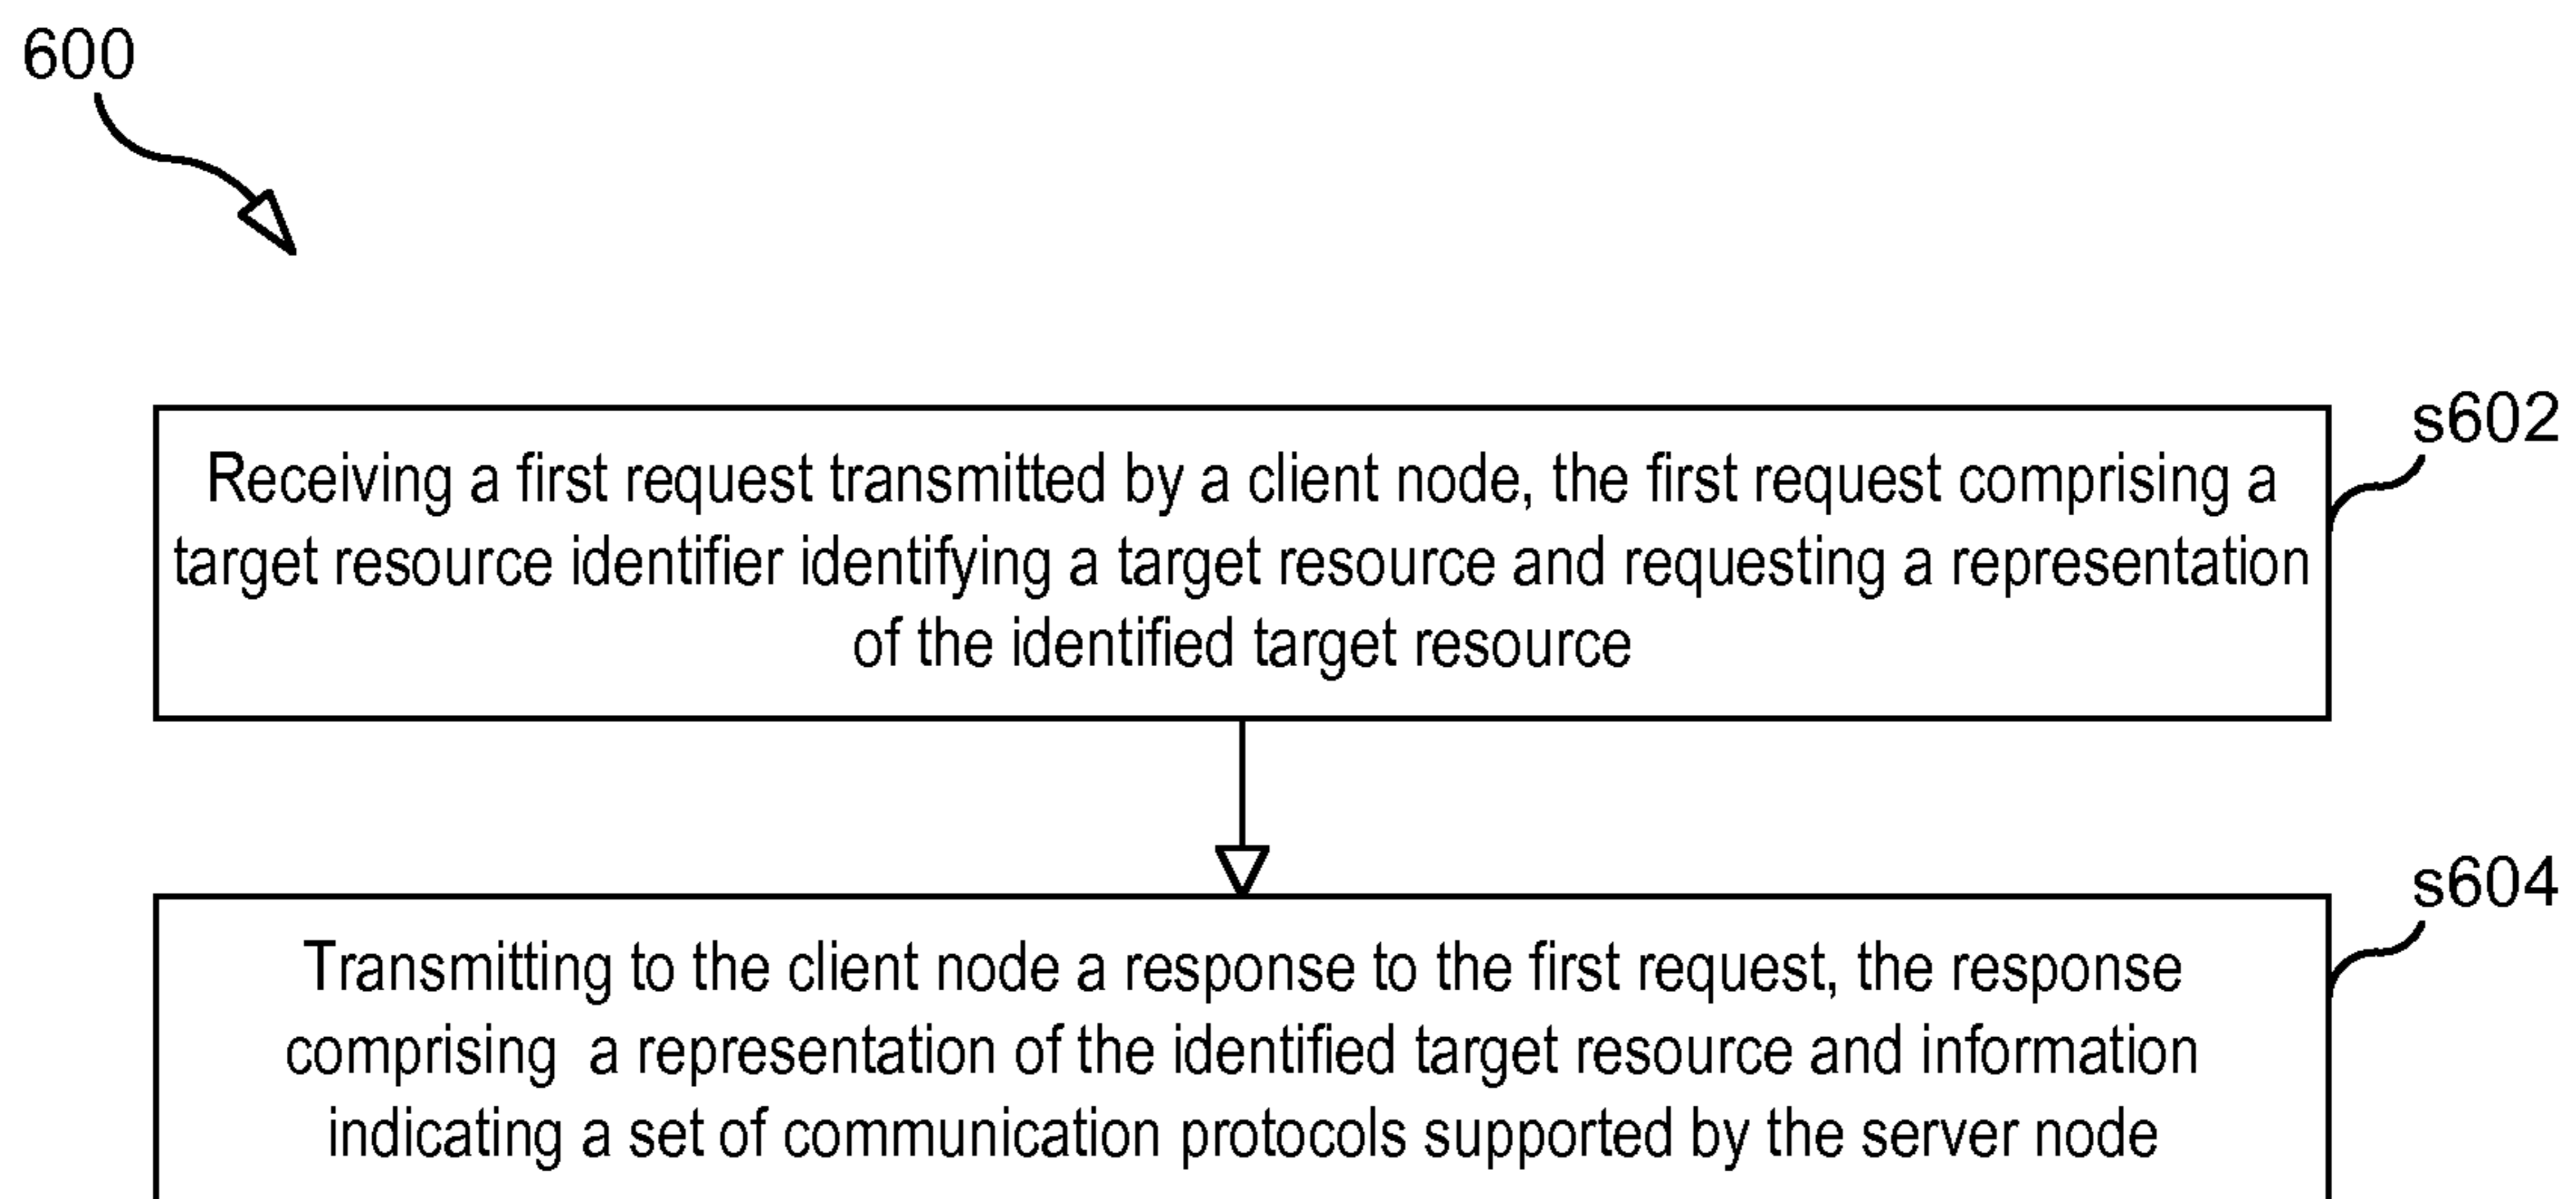 600
s602
Receiving a first request transmitted by a client node, the first request comprising a
target resource identifier identifying a target resource and requesting a representation
of the identified target resource
s604
Transmitting to the client node a response to the first request, the response
comprising  a representation of the identified target resource and information
indicating a set of communication protocols supported by the server node